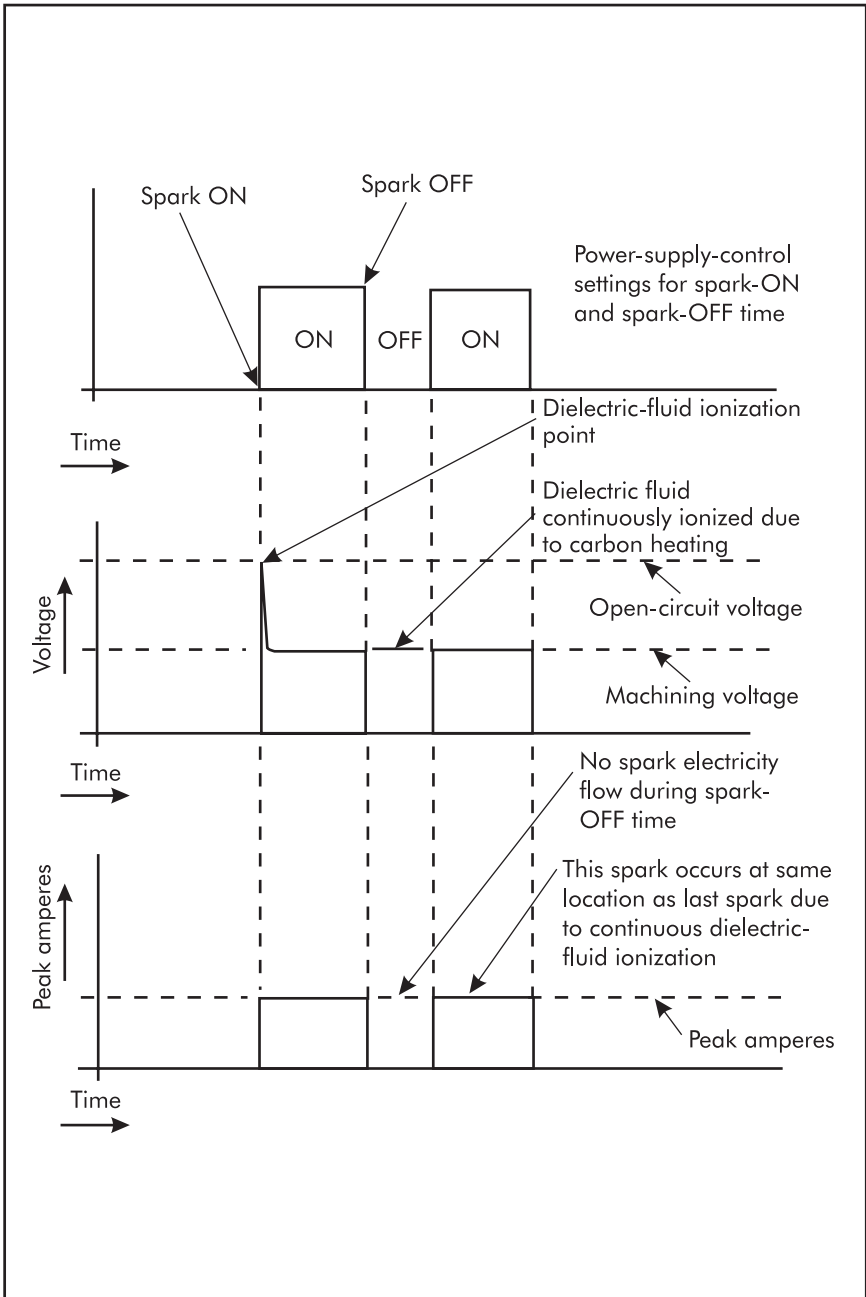 Spark ON
Spark OFF
Power-supply-control
settings for spark-ON
and spark-OFF time
ON
OFF
ON
Time
Dielectric-fluid ionization
point
Dielectric fluid
continuously ionized due
to carbon heating
Open-circuit voltage
Voltage
Machining voltage
Time
No spark electricity
flow during spark-
OFF time
This spark occurs at same
location as last spark due
to continuous dielectric-
fluid ionization
Peak amperes
Peak amperes
Time